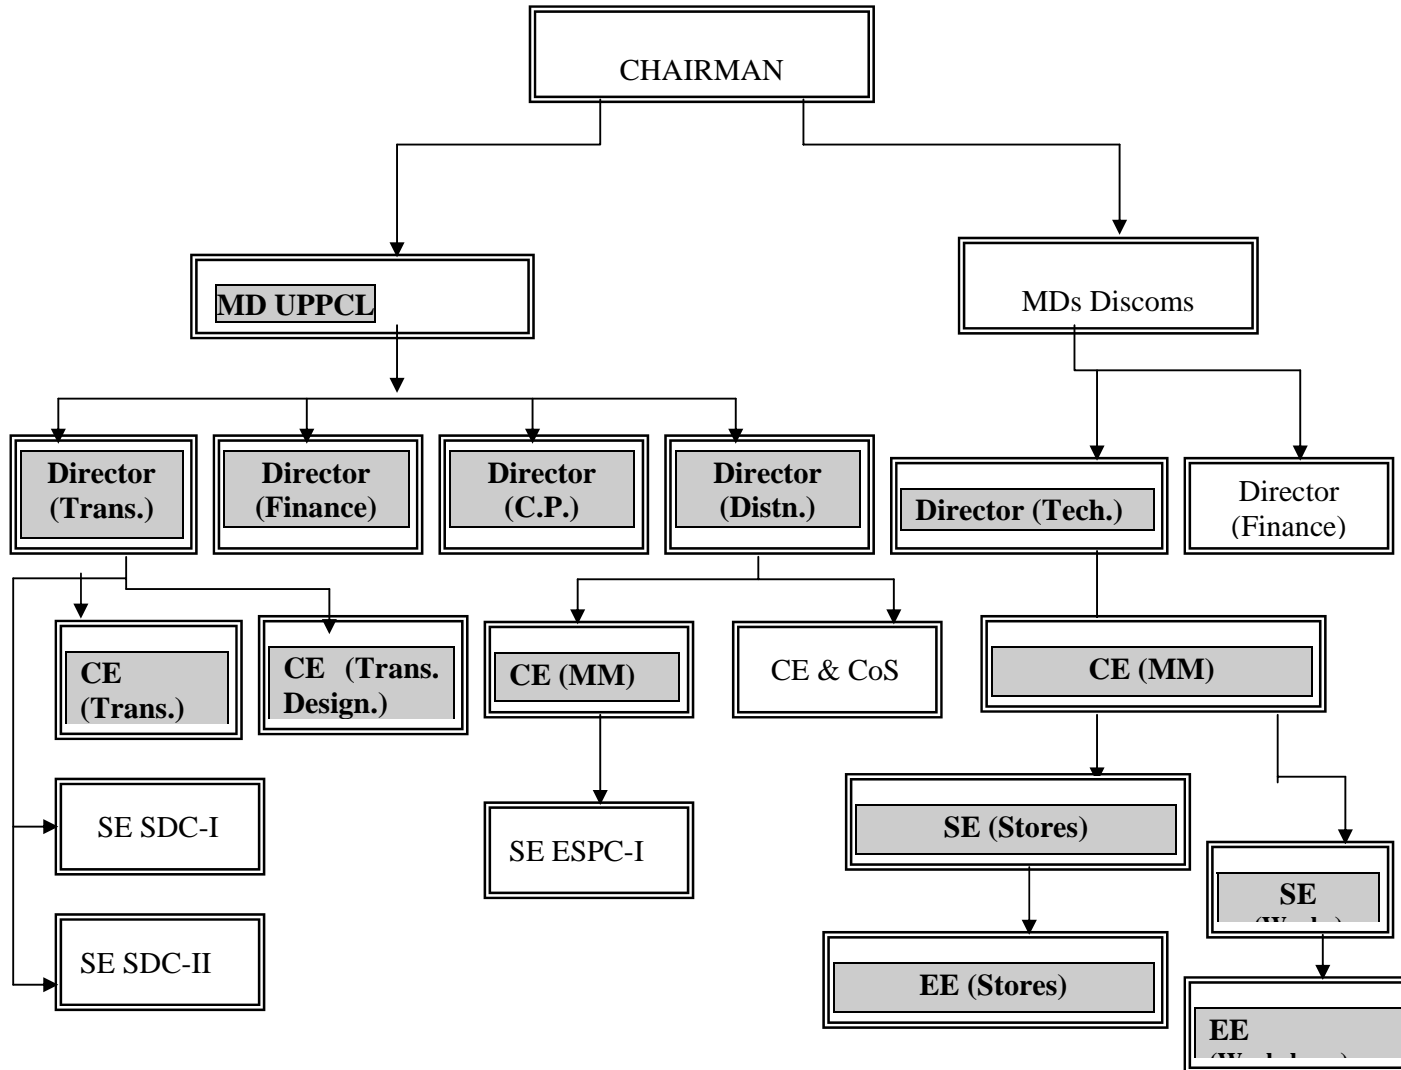 CHAIRMAN
MD UPPCL
MDs Discoms
Director
(Trans.)
Director
(Finance)
Director
(C.P.)
Director
(Distn.)
Director (Tech.)
Director
(Finance)
CE
(Trans.)
CE (Trans.
Design.)
CE (MM)
CE & CoS
CE (MM)
SE SDC-I
SE ESPC-I
SE (Stores)
SE
SE SDC-II
EE (Stores)
EE